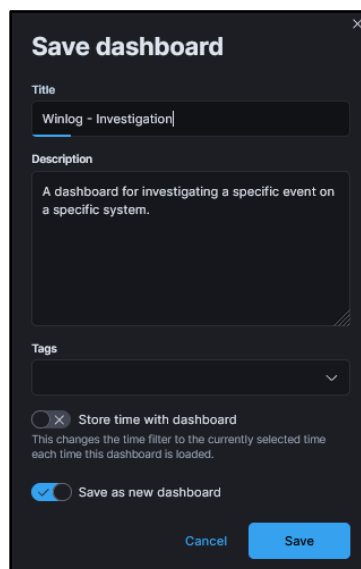 Save dashboard
Title
Winlog - Investigation
Description
A dashboard for investigating a specific event on
a specific system.
Tags
Store time with dashboard
This changes the time filter to the currently selected time
each time this dashboard is loaded.
Save as new dashboard
Cancel
Save